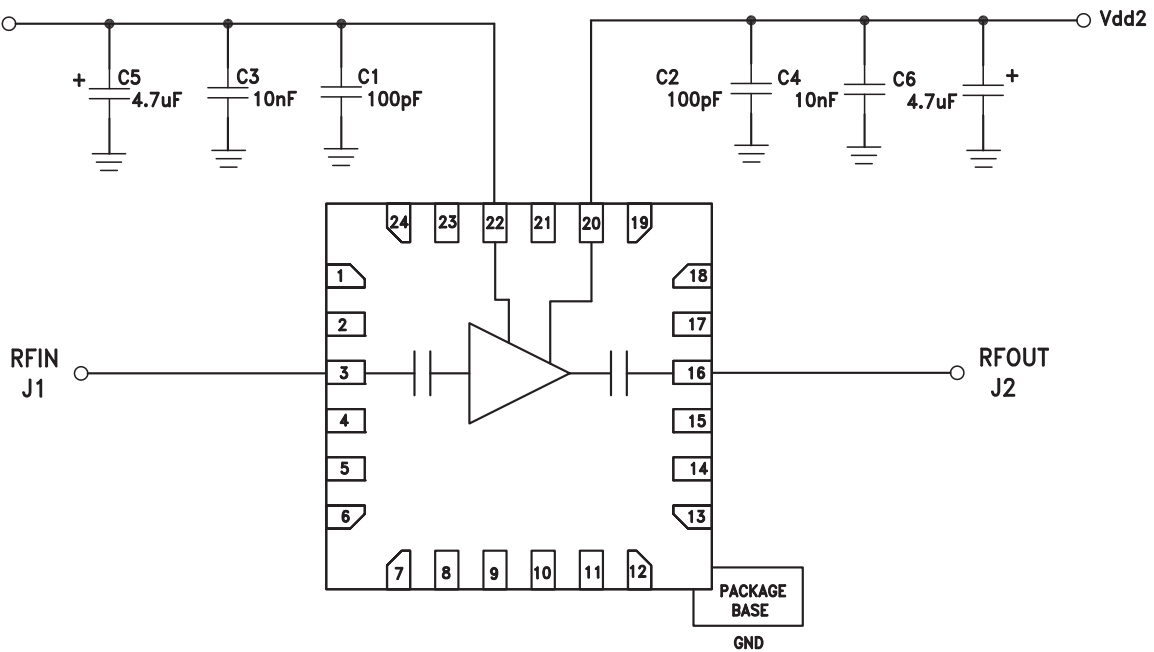 Vdd2
+ C5
4.7uF
C3
10nF
C1
100pF
C2
100pF
C4
10nF
C6
4.7uF
+
24 23 22 21 20 19
1
2
3
4
5
6
18
17
16
15
14
13
7 8 9 10 11 12
RFIN
J1
RFOUT
J2
PACKAGE
BASE
GND